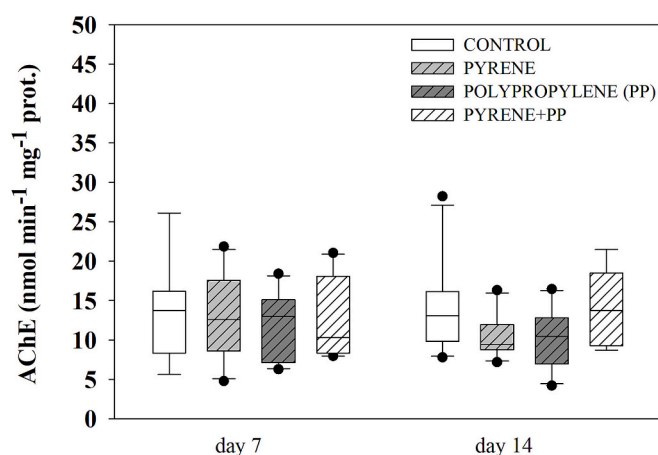 50
45
40
35
30
25
20
15
10
5
0
AChE (nmol min⁻¹ mg⁻¹ prot.)
CONTROL
PYRENE
POLYPROPYLENE (PP)
PYRENE+PP
day 7
day 14